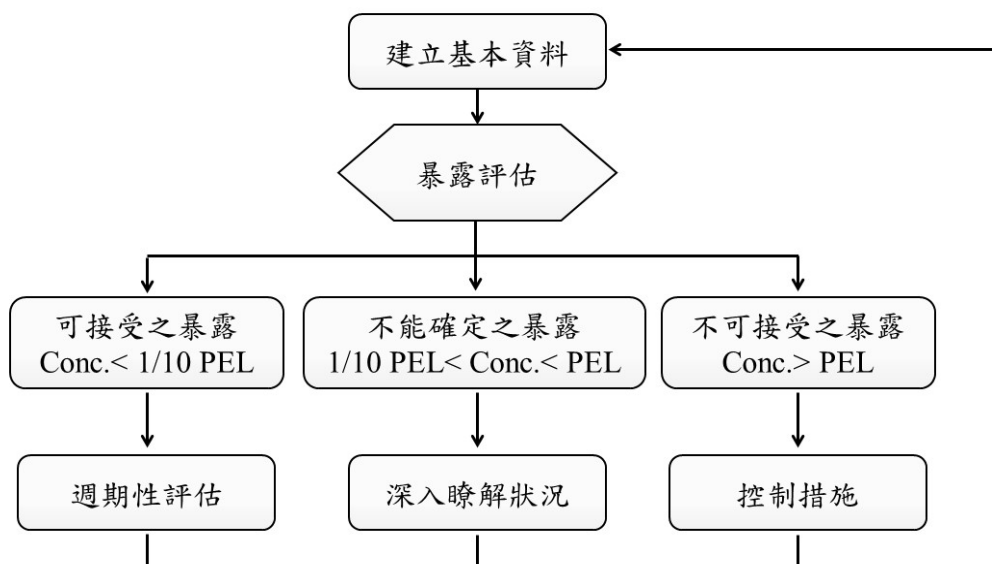 建立基本資料
暴露評估
可接受之暴露
Conc.< 1/10 PEL
不能確定之暴露
1/10 PEL< Conc.< PEL
不可接受之暴露
Conc.> PEL
週期性評估
深入瞭解狀況
控制措施